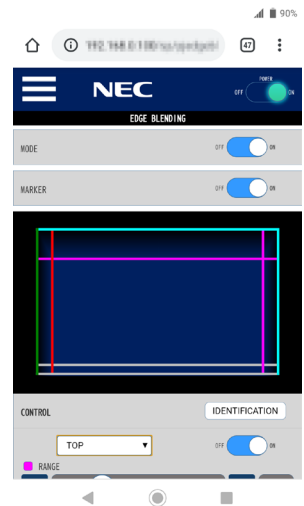 90%
47
NEC
POWER
OFF ON
EDGE BLENDING
MODE OFF ON
MARKER OFF ON
CONTROL IDENTIFICATION
TOP OFF ON
RANGE